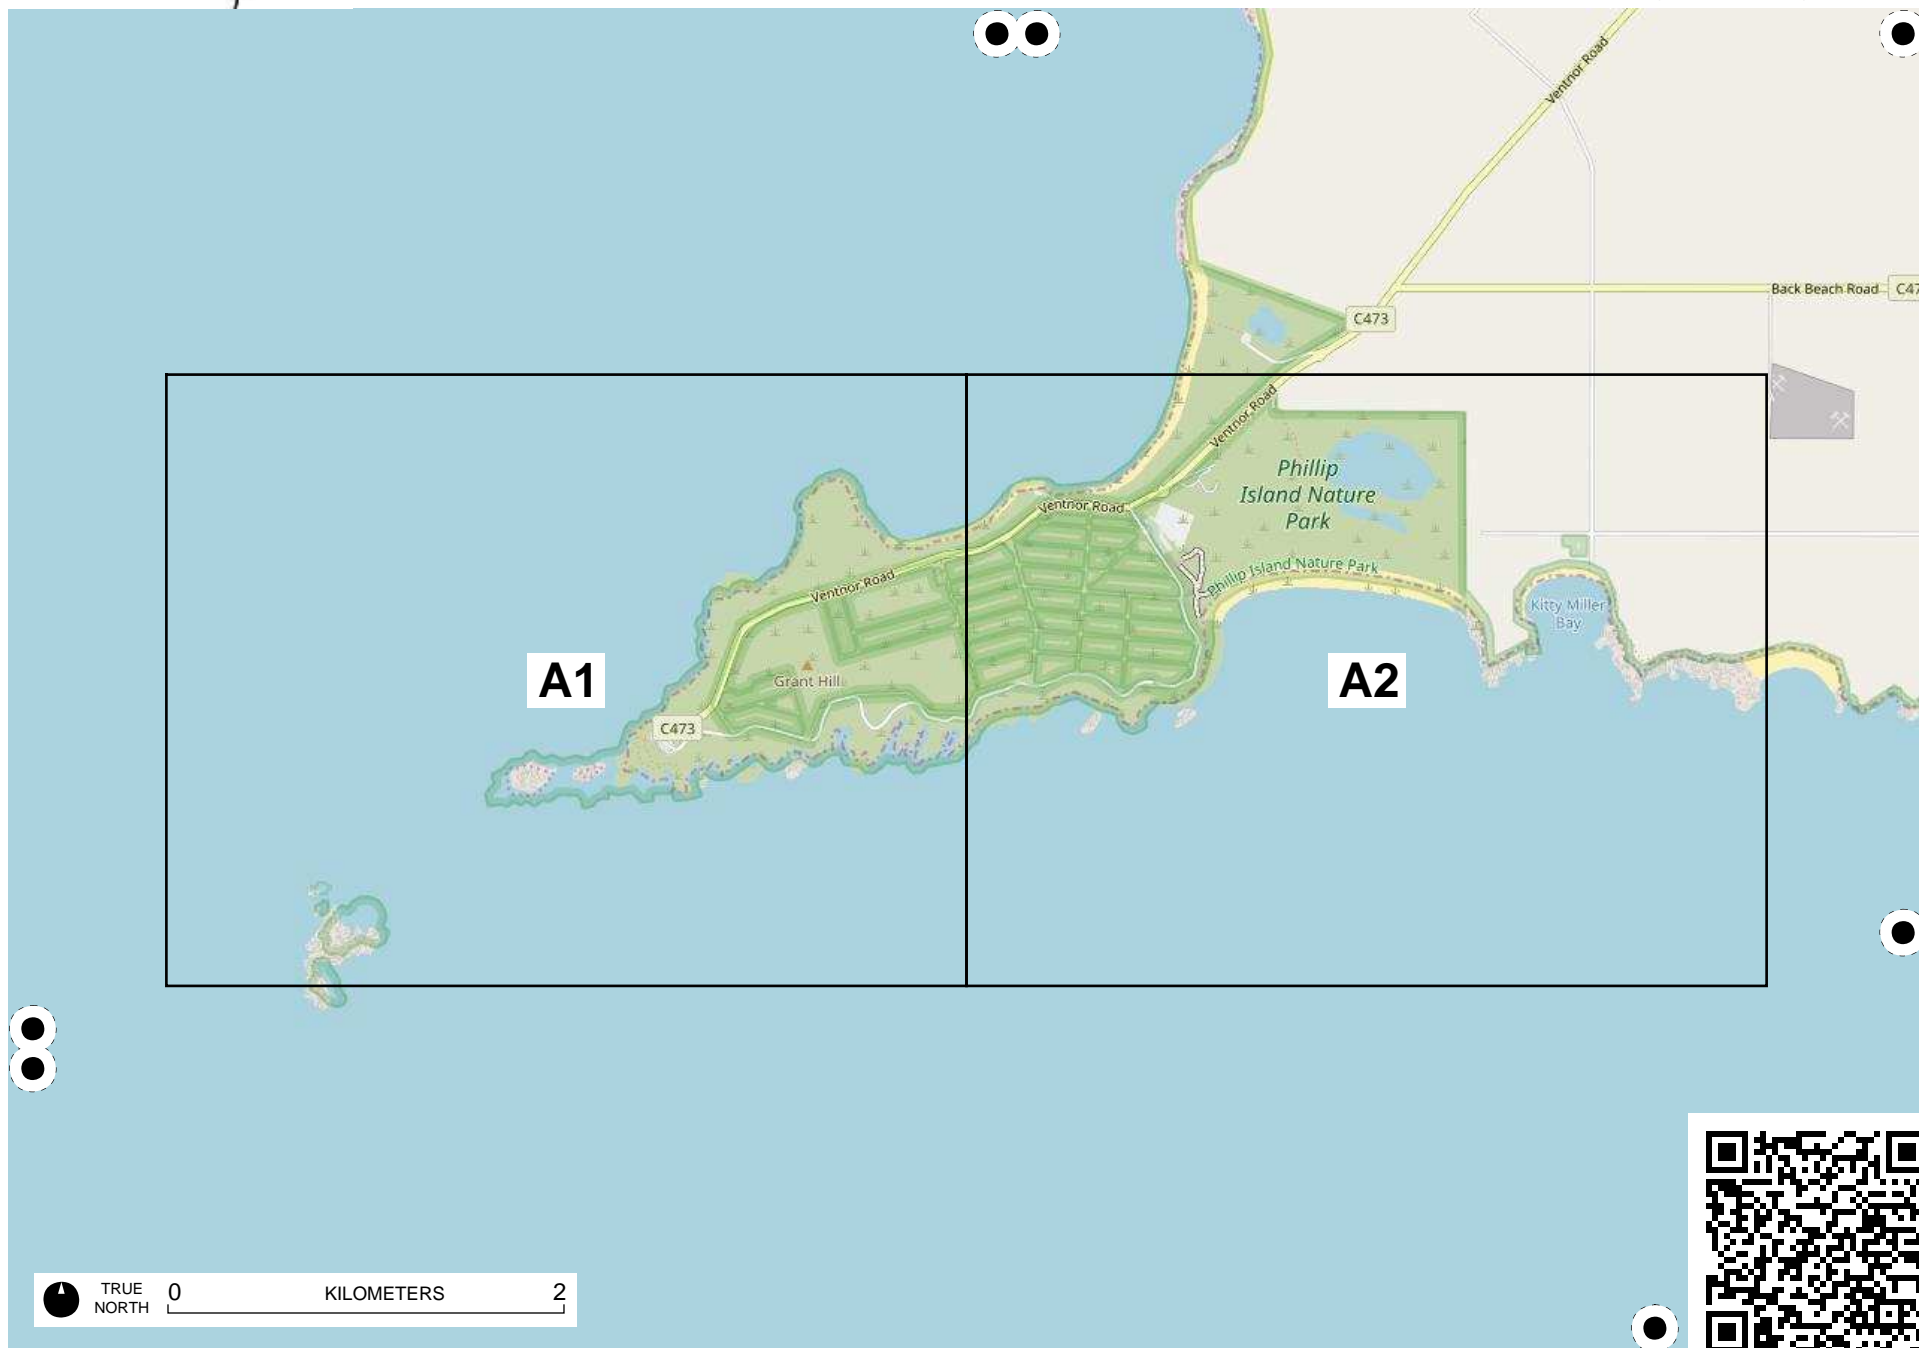 Ventnor Road
Back Beach Road
C47
C473
Ventnor Road
Phillip
Island Nature
Park
Ventnor Road
Phillip Island Nature Park
Ventnor Road
Kitty Miller
Bay
A1
A2
Grant Hill
C473
TRUE
NORTH
0
KILOMETERS
2